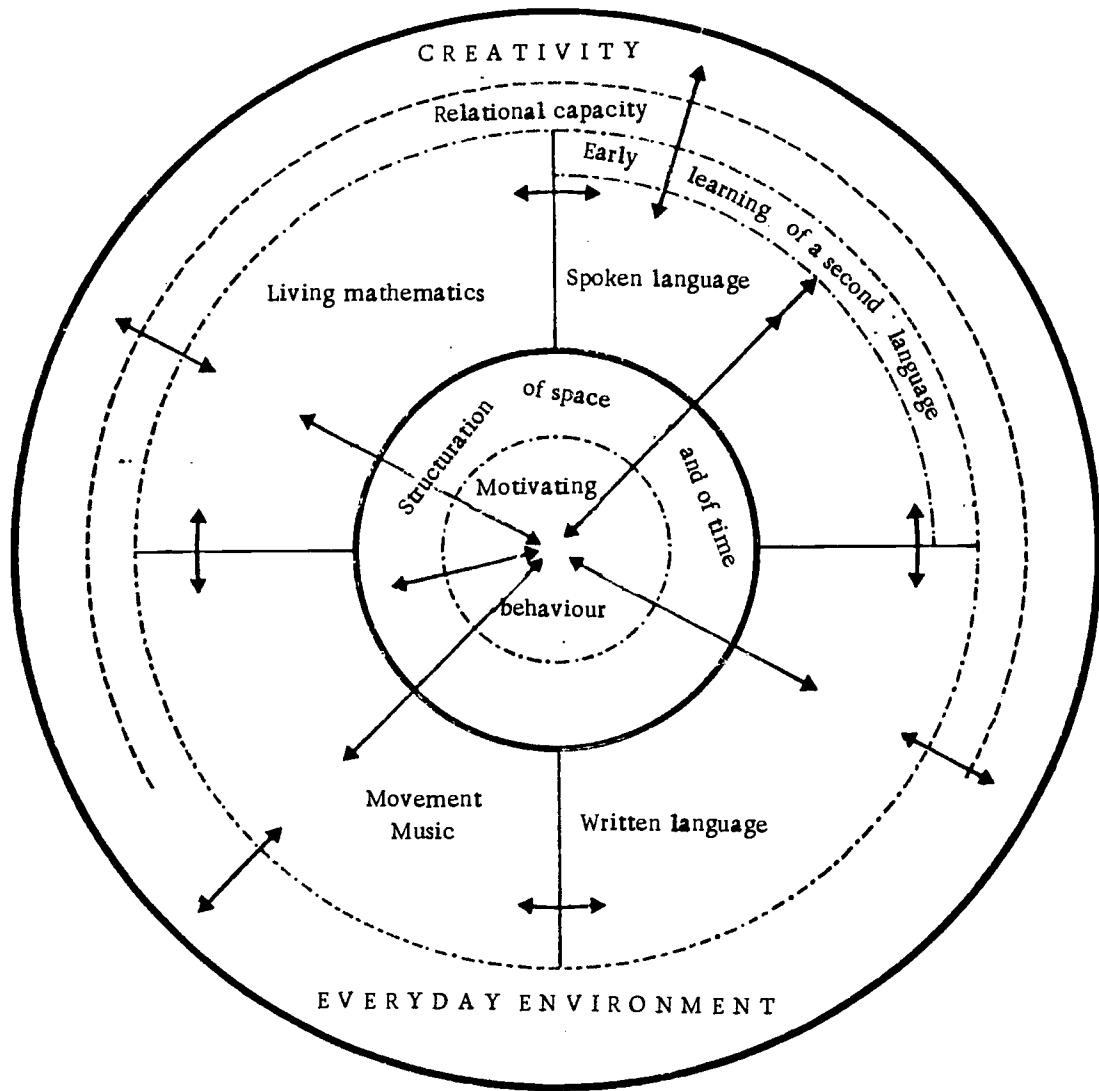 CREATIVITY
Relational capacity
Early learning of a second language
Living mathematics
Spoken language
Structuration of space and of time
Motivating
behaviour
Movement
Music
Written language
EVERYDAY ENVIRONMENT